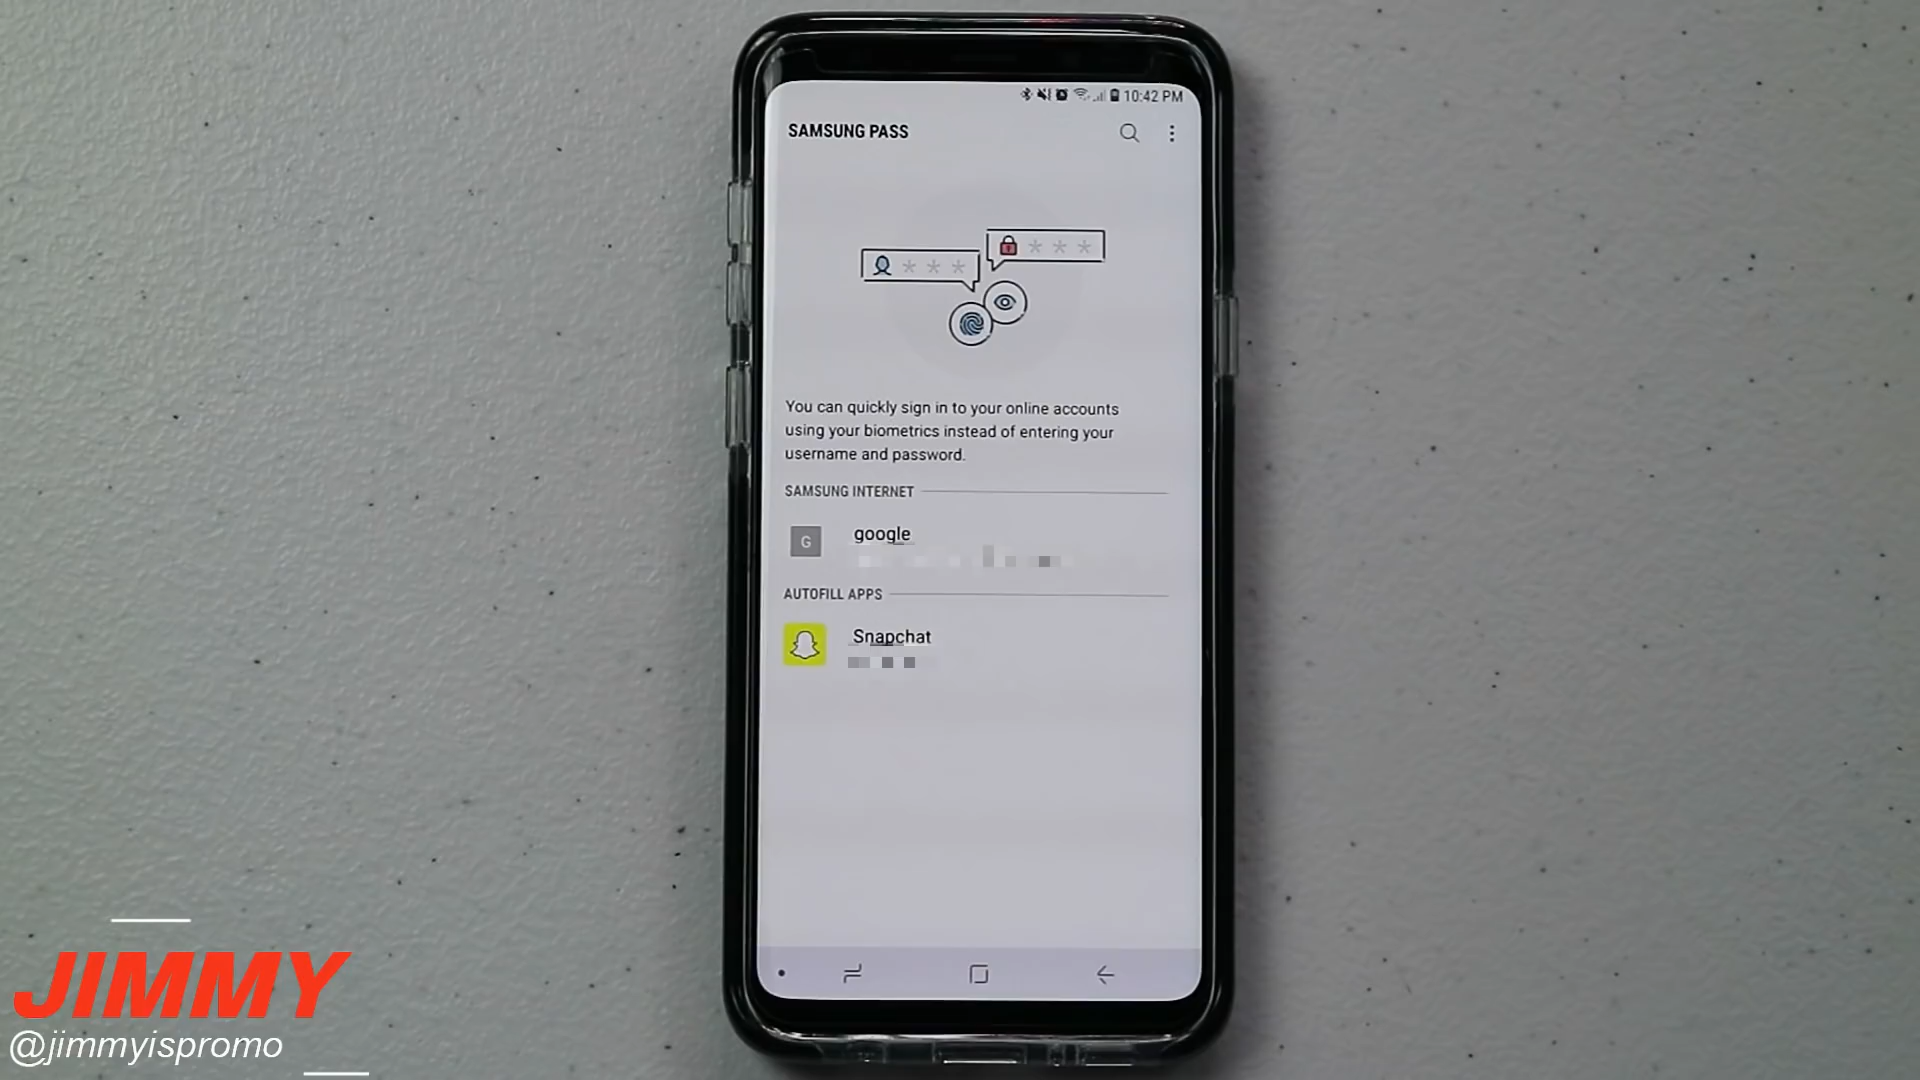 10:42 PM
SAMSUNG PASS
* * *
* * *
You can quickly sign in to your online accounts
using your biometrics instead of entering your
username and password.
SAMSUNG INTERNET
G
google
AUTOFILL APPS
Snapchat
JIMMY
@jimmyispromo